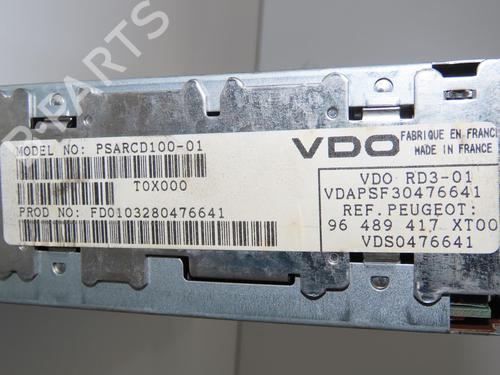 PARTS
MODEL NO: PSARCD100-01
T0X000
PROD NO: FD0103280476641
VDO
FABRIQUE EN FRANCE
MADE IN FRANCE
VDO RD3-01
VDAPSF30476641
REF. PEUGEOT:
96 489 417 XT00
VDS0476641